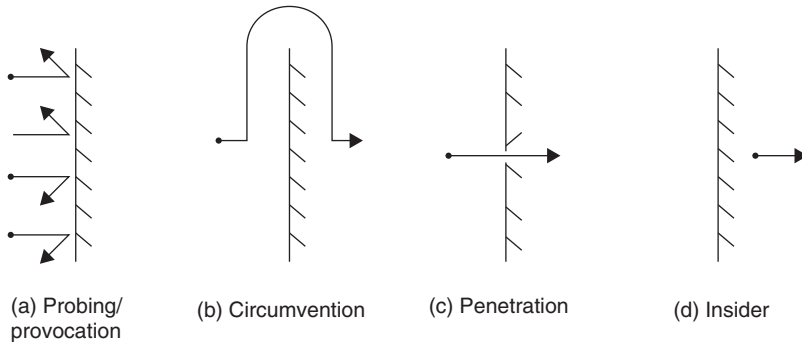 (a) Probing/
provocation
(b) Circumvention
(c) Penetration
(d) Insider